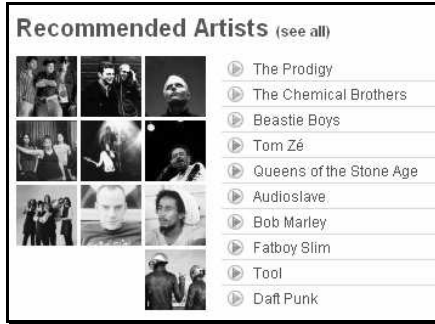 Recommended Artists (see all)
The Prodigy
The Chemical Brothers
Beastie Boys
Tom Zé
Queens of the Stone Age
Audioslave
Bob Marley
Fatboy Slim
Tool
Daft Punk